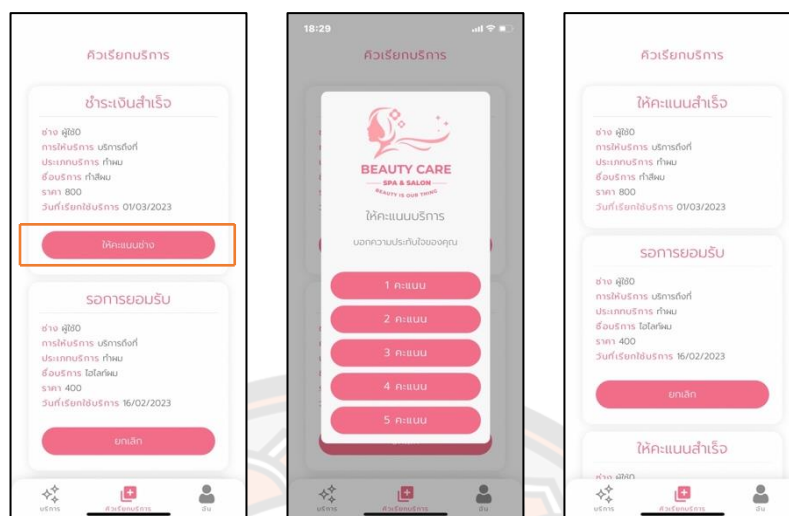 คิวเรียกบริการ
ชำระเงินสำเร็จ
ช่าง ผู้ใช้0
การให้บริการ บริการถึงที่
ประเภทบริการ ทำผม
ชื่อบริการ ทำสีผม
ราคา 800
วันที่เรียกใช้บริการ 01/03/2023
ให้คะแนนช่าง
รอการยอมรับ
ช่าง ผู้ใช้0
การให้บริการ บริการถึงที่
ประเภทบริการ ทำผม
ชื่อบริการ ไฮไลท์ผม
ราคา 400
วันที่เรียกใช้บริการ 16/02/2023
ยกเลิก
บริการ คิวเรียกบริการ ฉัน
18:29
คิวเรียกบริการ
BEAUTY CARE
SPA & SALON
BEAUTY IS OUR THING
ให้คะแนนบริการ
บอกความประทับใจของคุณ
1 คะแนน
2 คะแนน
3 คะแนน
4 คะแนน
5 คะแนน
บริการ คิวเรียกบริการ ฉัน
คิวเรียกบริการ
ให้คะแนนสำเร็จ
ช่าง ผู้ใช้0
การให้บริการ บริการถึงที่
ประเภทบริการ ทำผม
ชื่อบริการ ทำสีผม
ราคา 800
วันที่เรียกใช้บริการ 01/03/2023
รอการยอมรับ
ช่าง ผู้ใช้0
การให้บริการ บริการถึงที่
ประเภทบริการ ทำผม
ชื่อบริการ ไฮไลท์ผม
ราคา 400
วันที่เรียกใช้บริการ 16/02/2023
ยกเลิก
ให้คะแนนสำเร็จ
ช่าง ผู้ใช้0
บริการ คิวเรียกบริการ ฉัน